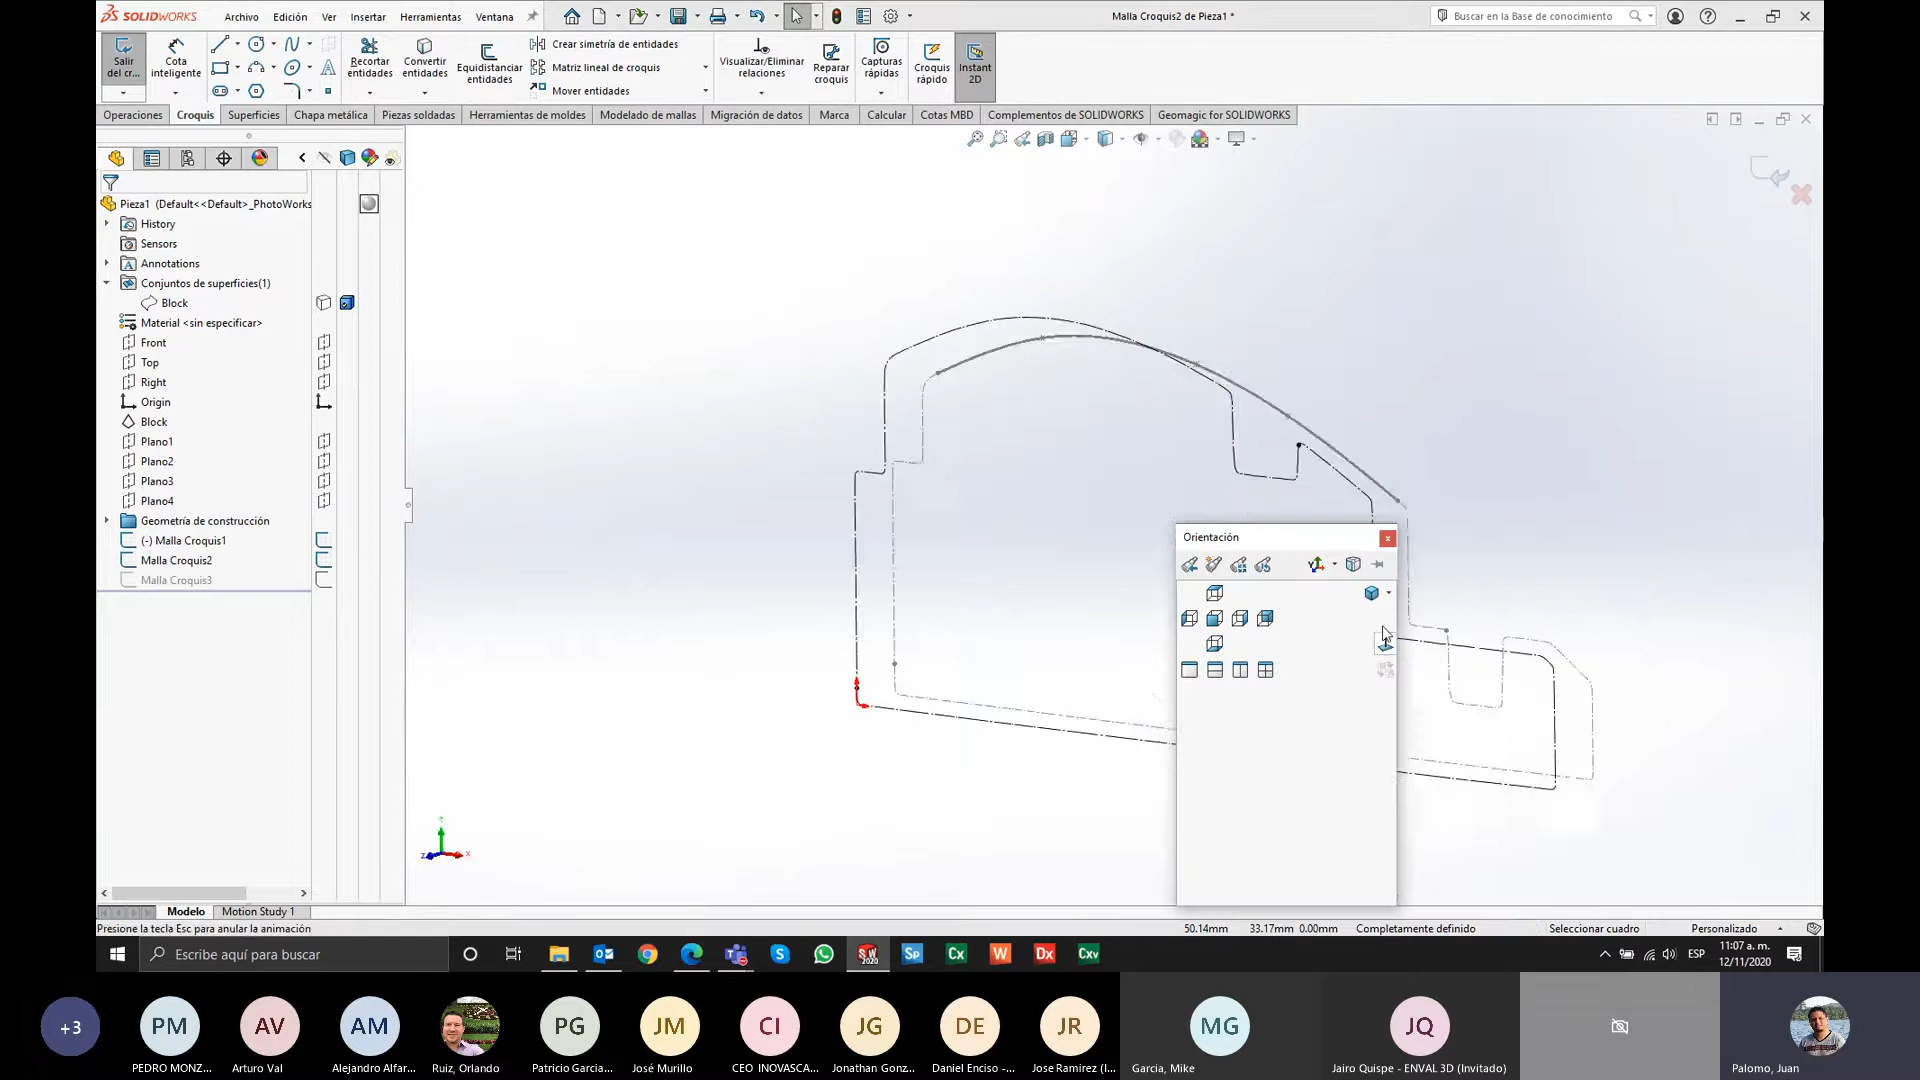 SOLIDWORKS
Archivo Edición Ver Insertar Herramientas Ventana
Malla Croquis2 de Pieza1 *
Buscar en la Base de conocimiento
Salir del cr...
Cota inteligente
Recortar entidades
Convertir entidades
Equidistanciar entidades
Crear simetría de entidades
Matriz lineal de croquis
Mover entidades
Visualizar/Eliminar relaciones
Reparar croquis
Capturas rápidas
Croquis rápido
Instant 2D
Operaciones Croquis Superficies Chapa metálica Piezas soldadas Herramientas de moldes Modelado de mallas Migración de datos Marca Calcular Cotas MBD Complementos de SOLIDWORKS Geomagic for SOLIDWORKS
Pieza1 (Default<<Default>_PhotoWorks
History
Sensors
Annotations
Conjuntos de superficies(1)
Block
Material <sin especificar>
Front
Top
Right
Origin
Block
Plano1
Plano2
Plano3
Plano4
Geometría de construcción
(-) Malla Croquis1
Malla Croquis2
Malla Croquis3
Orientación
Y
Z
X
Modelo Motion Study 1
Presione la tecla Esc para anular la animación
50.14mm 33.17mm 0.00mm Completamente definido Seleccionar cuadro Personalizado
Escribe aquí para buscar
SW 2020
Sp
Cx
W
Dx
Cxv
ESP
11:07 a. m.
12/11/2020
+3
PM AV AM PG JM CI JG DE JR MG JQ
PEDRO MONZ... Arturo Val Alejandro Alfar... Ruiz, Orlando Patricio Garcia... José Murillo CEO INOVASCA... Jonathan Gonz... Daniel Enciso -... Jose Ramirez (I... Garcia, Mike Jairo Quispe - ENVAL 3D (Invitado) Palomo, Juan